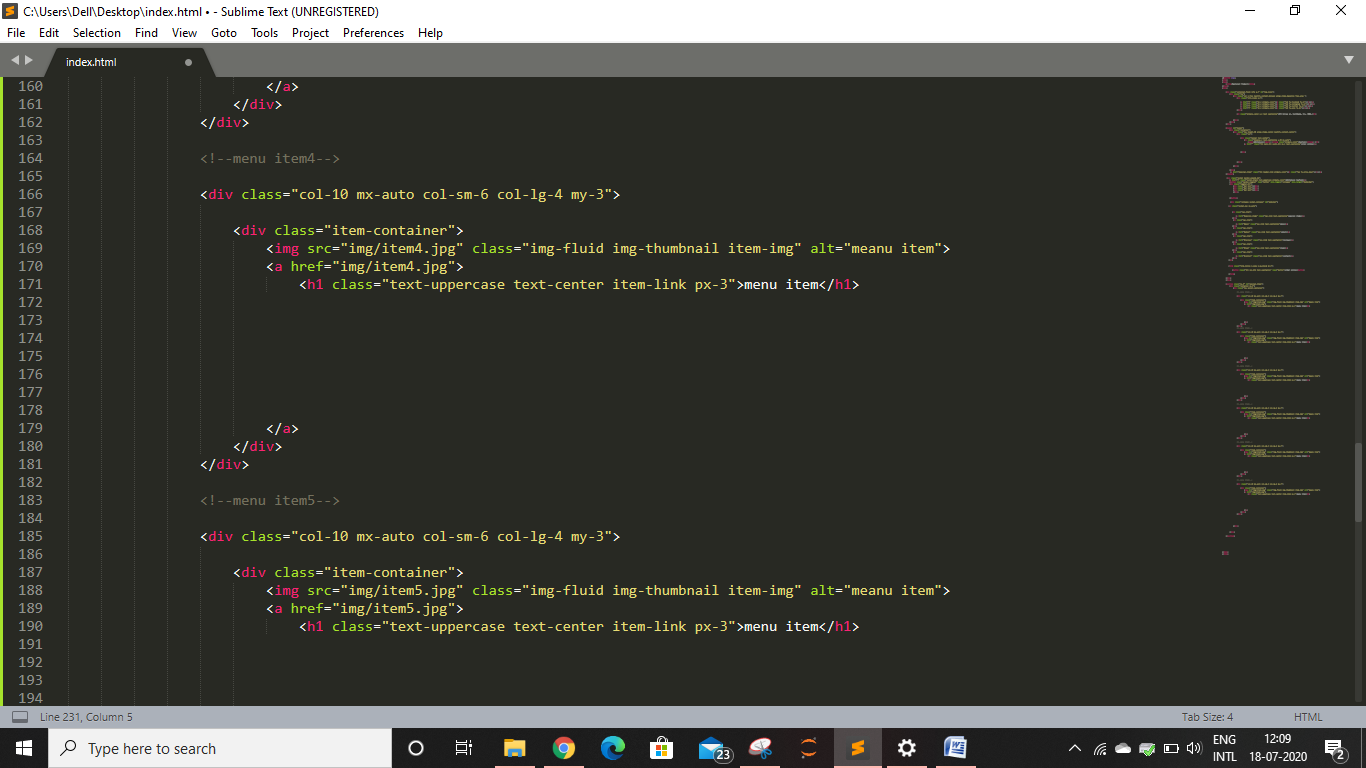 C:\Users\Dell\Desktop\index.html • - Sublime Text (UNREGISTERED)
File Edit Selection Find View Goto Tools Project Preferences Help
index.html
160 </a>
161 </div>
162 </div>
163
164 <!--menu item4-->
165
166 <div class="col-10 mx-auto col-sm-6 col-lg-4 my-3">
167
168 <div class="item-container">
169 <img src="img/item4.jpg" class="img-fluid img-thumbnail item-img" alt="meanu item">
170 <a href="img/item4.jpg">
171 <h1 class="text-uppercase text-center item-link px-3">menu item</h1>
172
173
174
175
176
177
178
179 </a>
180 </div>
181 </div>
182
183 <!--menu item5-->
184
185 <div class="col-10 mx-auto col-sm-6 col-lg-4 my-3">
186
187 <div class="item-container">
188 <img src="img/item5.jpg" class="img-fluid img-thumbnail item-img" alt="meanu item">
189 <a href="img/item5.jpg">
190 <h1 class="text-uppercase text-center item-link px-3">menu item</h1>
191
192
193
194
Line 231, Column 5 Tab Size: 4 HTML
Type here to search 23 ENG 12:09
INTL 18-07-2020 2